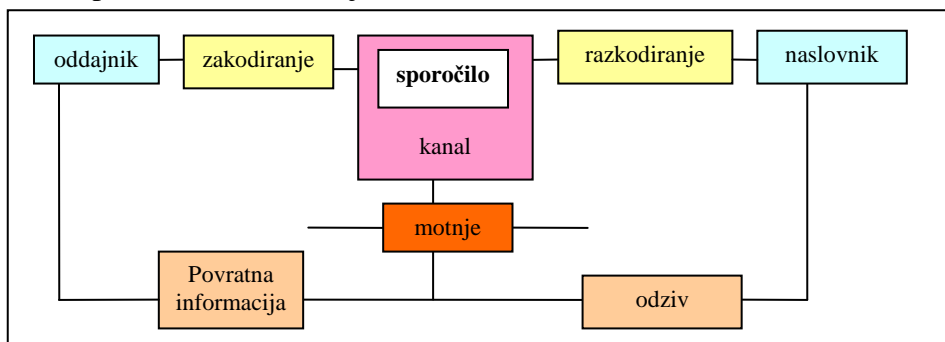 oddajnik
zakodiranje
sporočilo
kanal
razkodiranje
naslovnik
motnje
Povratna
informacija
odziv